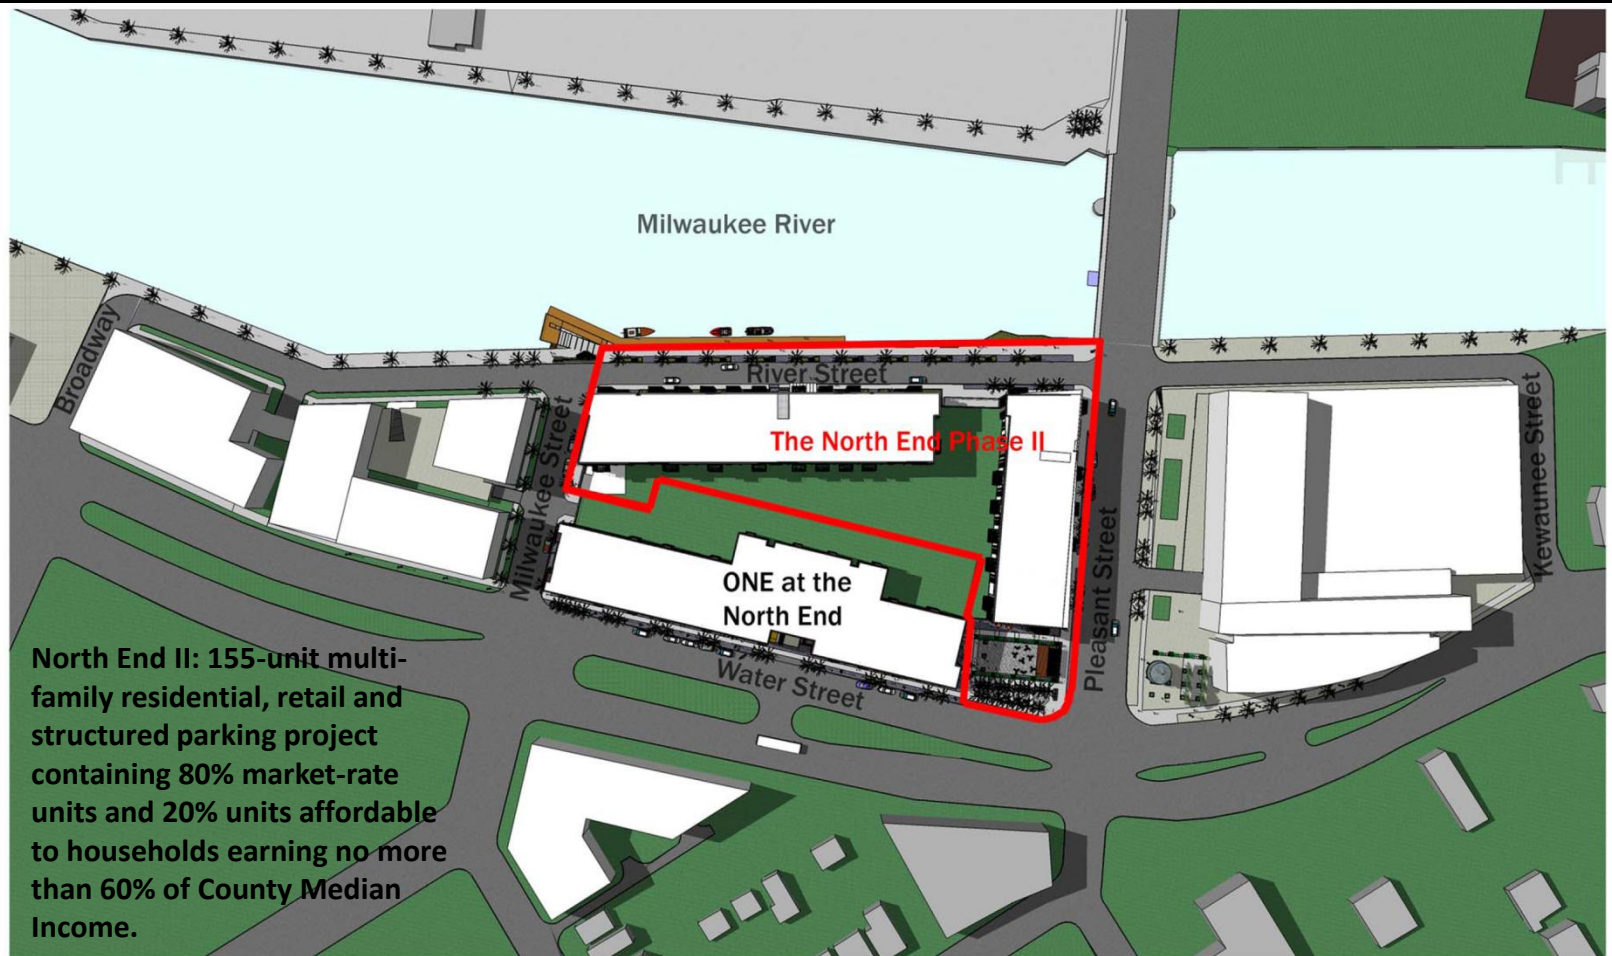 Milwaukee River
Broadway
River Street
Milwaukee Street
The North End Phase II
Kewaunee Street
Milwaukee Street
Pleasant Street
ONE at the
North End
Water Street
North End II: 155-unit multi-
family residential, retail and
structured parking project
containing 80% market-rate
units and 20% units affordable
to households earning no more
than 60% of County Median
Income.